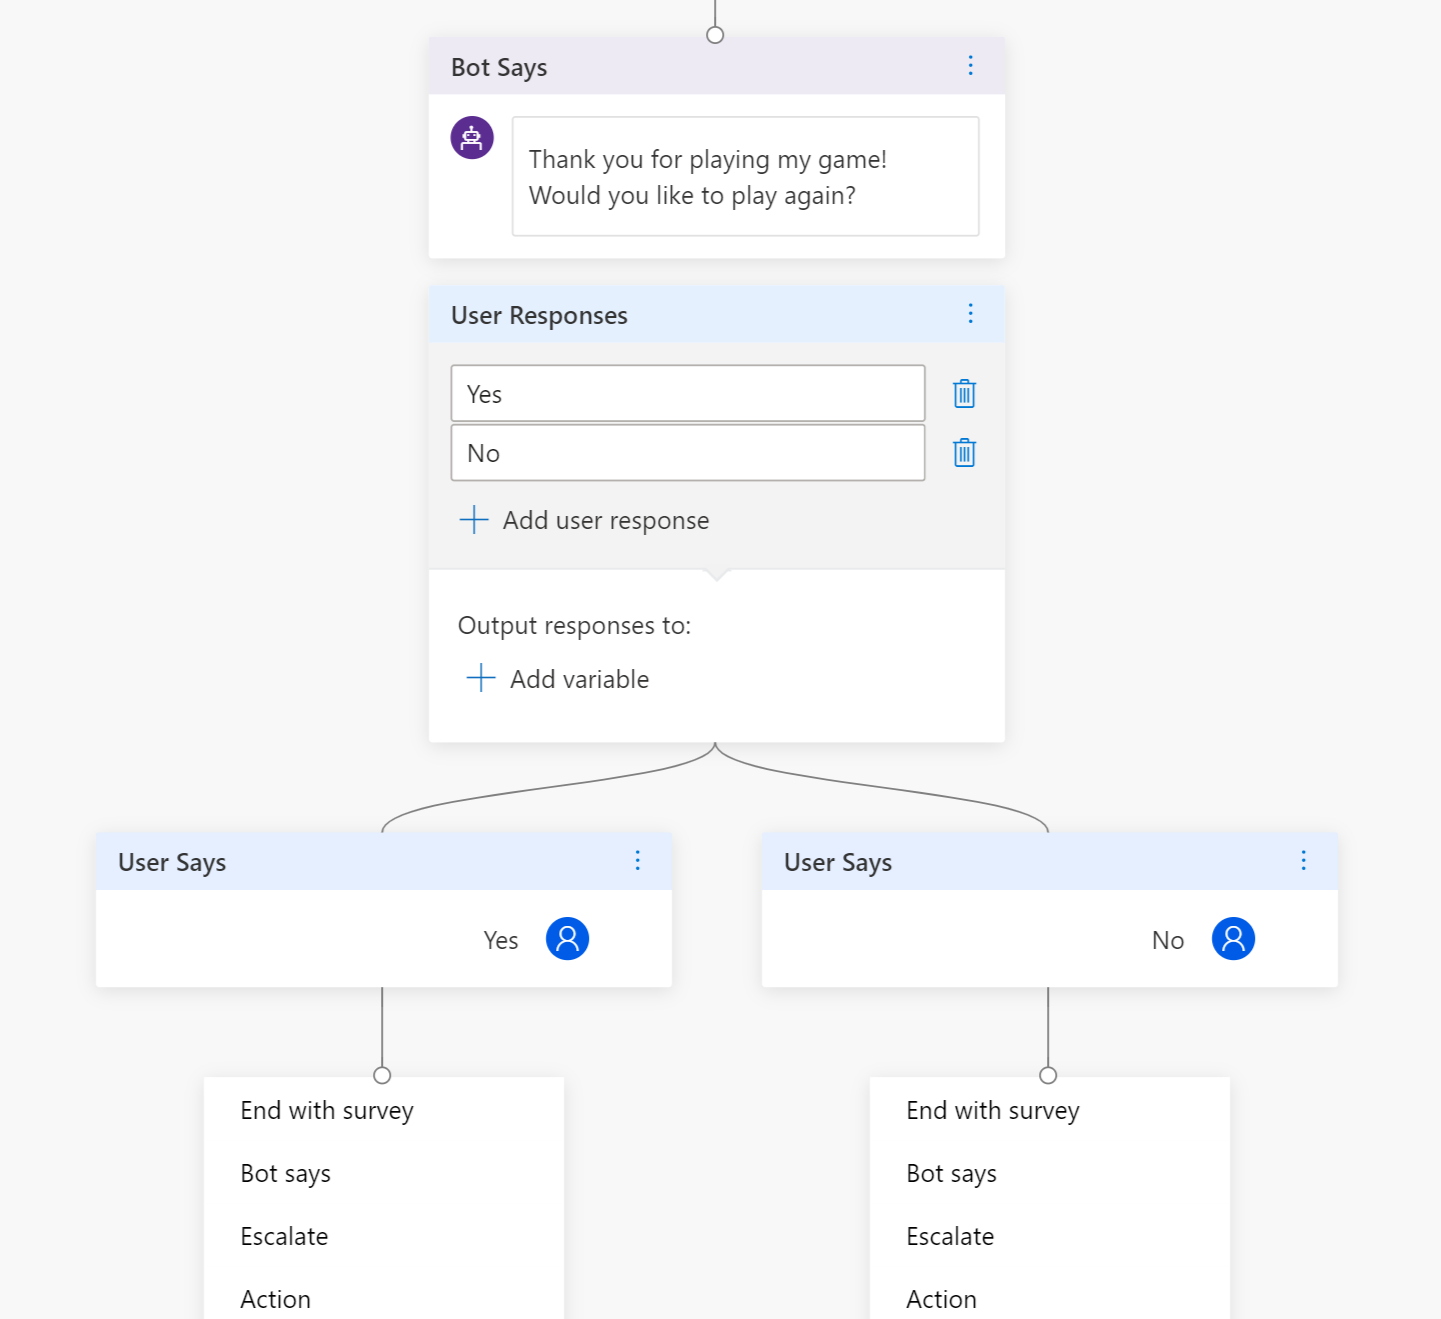 Bot Says
Thank you for playing my game!
Would you like to play again?
User Responses
Yes
No
Add user response
Output responses to:
Add variable
User Says
Yes
End with survey
Bot says
Escalate
Action
User Says
No
End with survey
Bot says
Escalate
Action